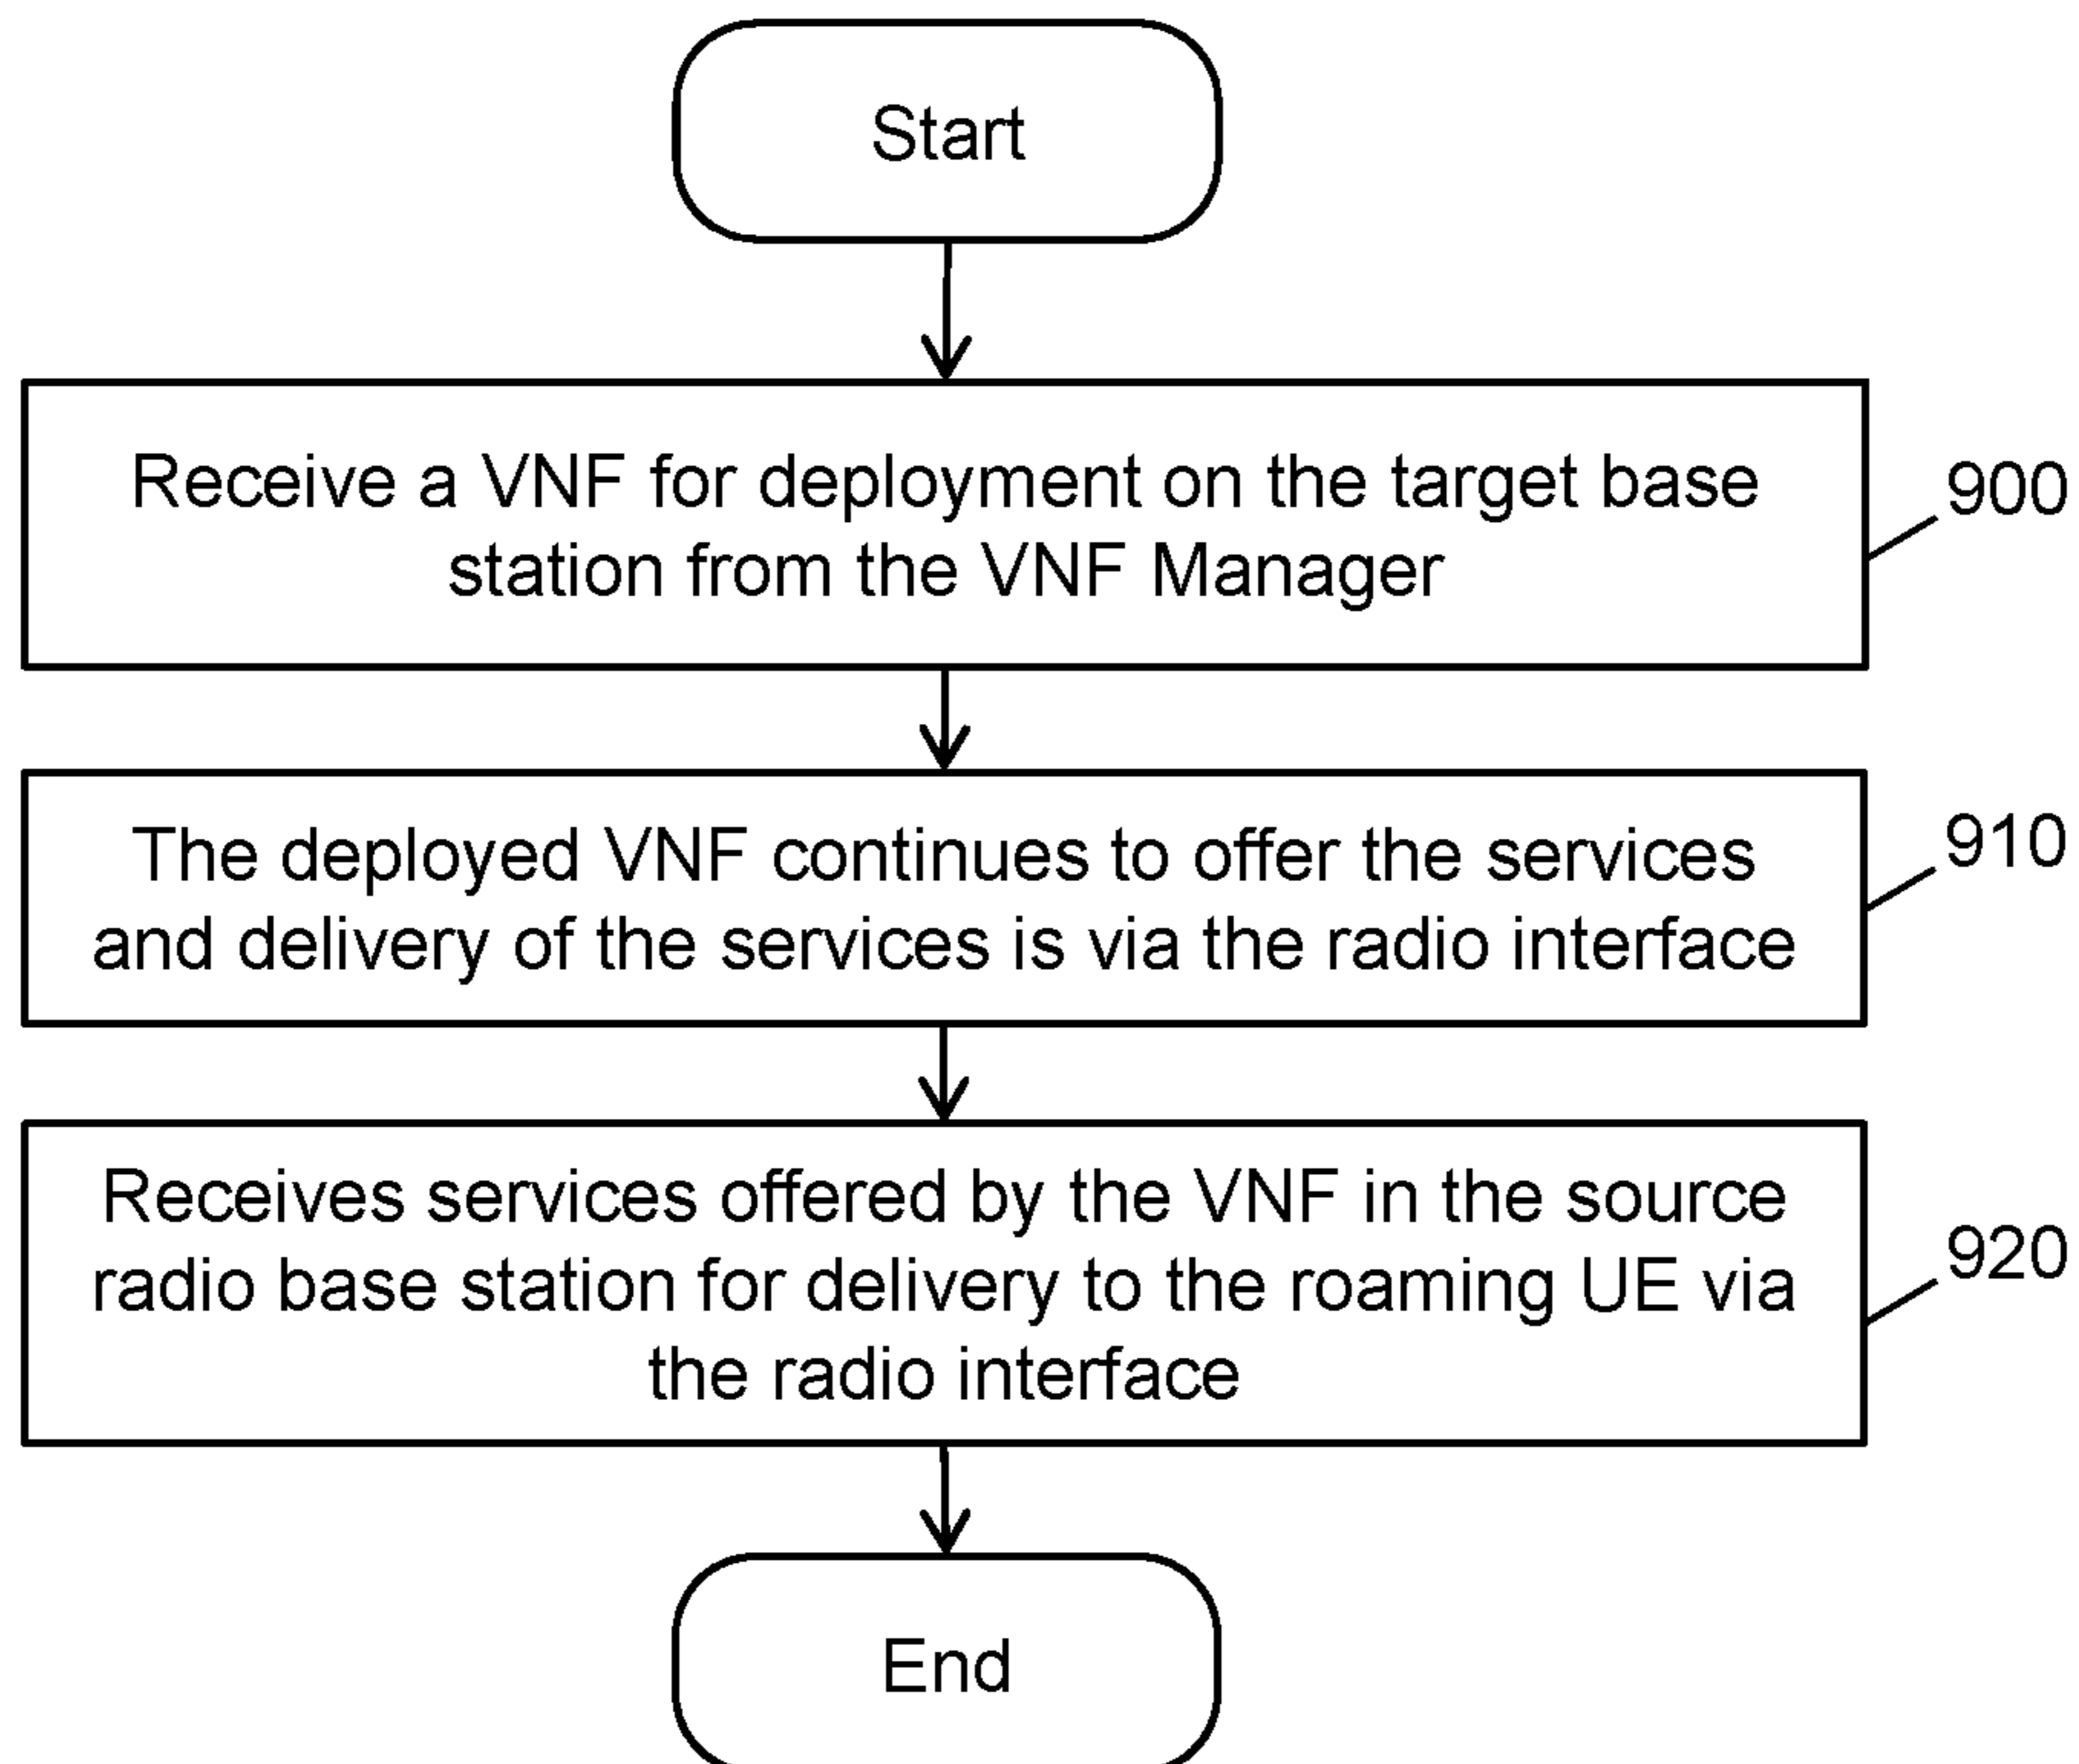 Start
Receive a VNF for deployment on the target base
station from the VNF Manager
900
The deployed VNF continues to offer the services
and delivery of the services is via the radio interface
910
Receives services offered by the VNF in the source
radio base station for delivery to the roaming UE via
the radio interface
920
End